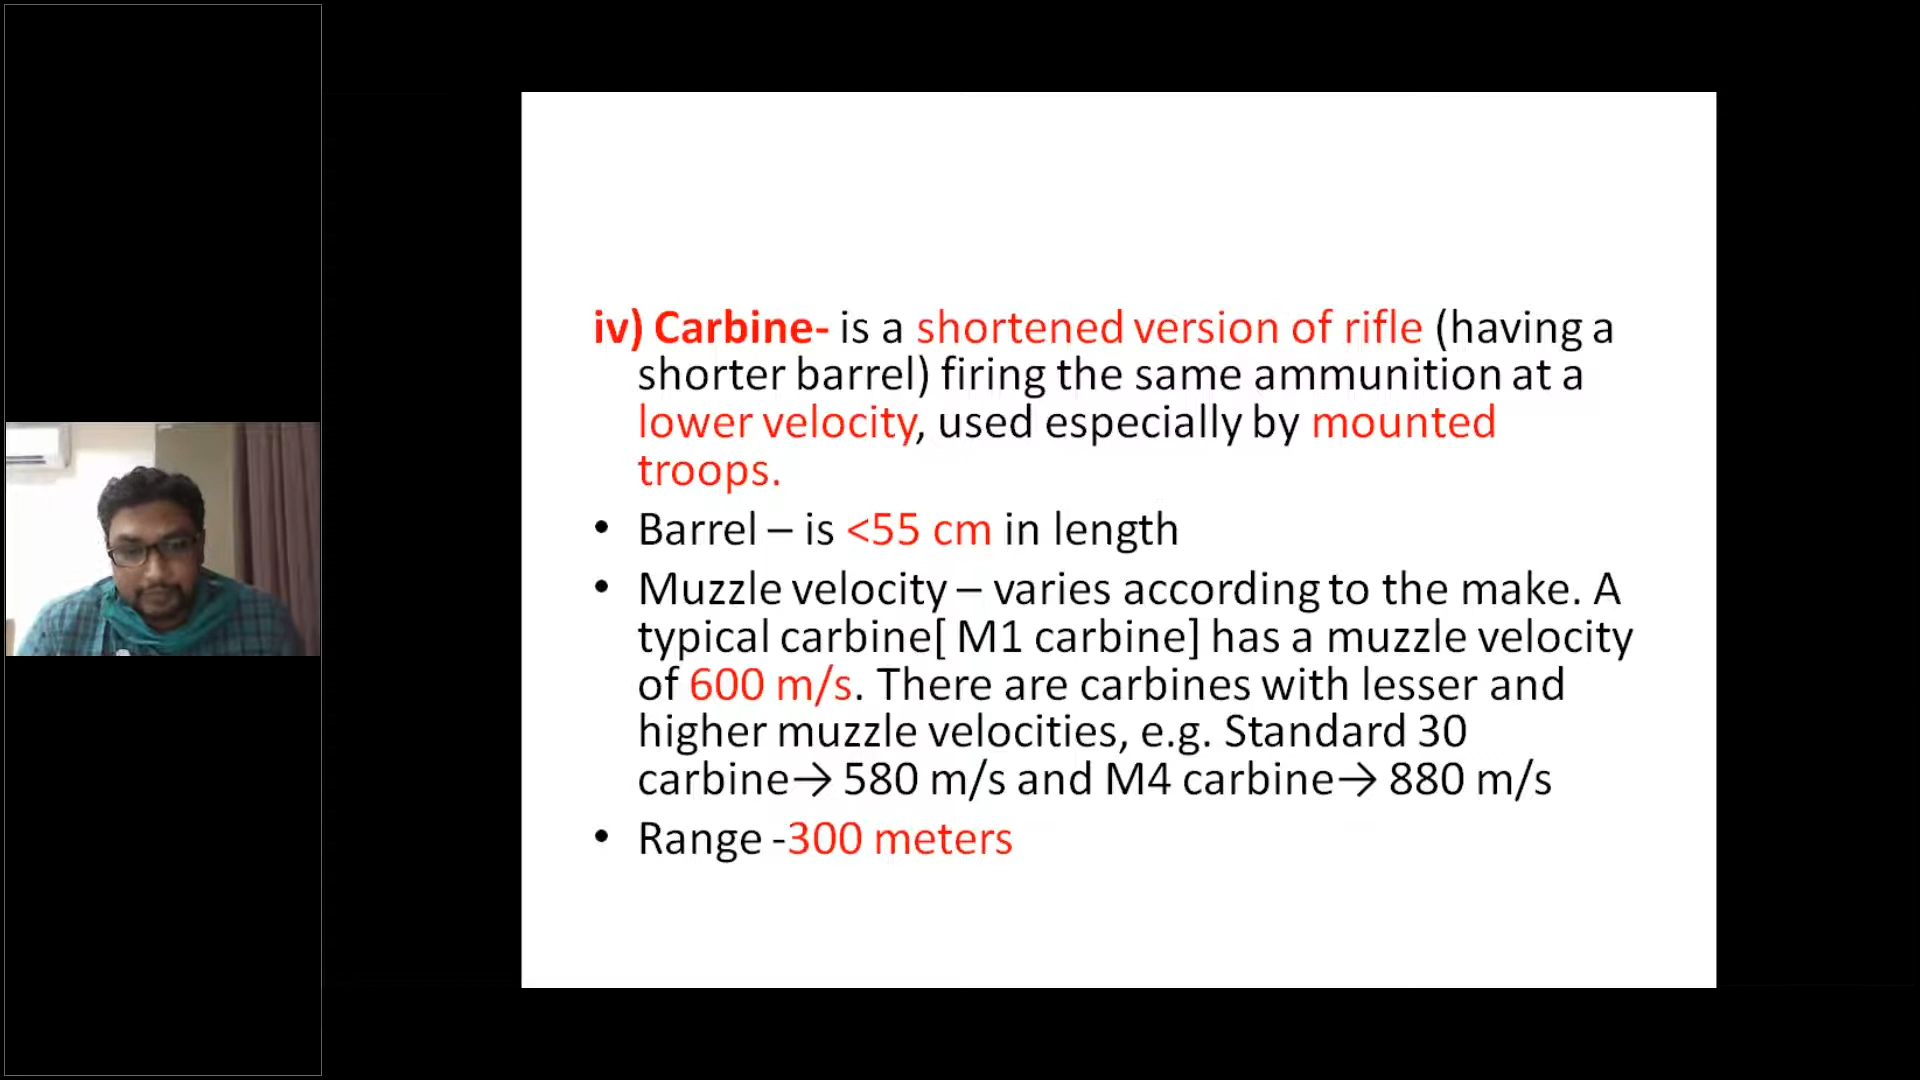 iv) Carbine- is a shortened version of rifle (having a
shorter barrel) firing the same ammunition at a
lower velocity, used especially by mounted
troops.
• Barrel – is <55 cm in length
• Muzzle velocity – varies according to the make. A
typical carbine[ M1 carbine] has a muzzle velocity
of 600 m/s. There are carbines with lesser and
higher muzzle velocities, e.g. Standard 30
carbine→ 580 m/s and M4 carbine→ 880 m/s
• Range -300 meters